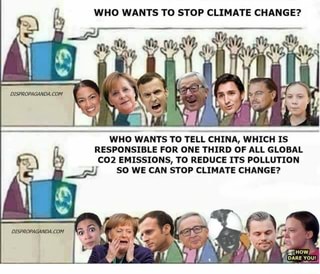 WHO WANTS TO STOP CLIMATE CHANGE?
DISPROPAGANDA.COM
WHO WANTS TO TELL CHINA, WHICH IS
RESPONSIBLE FOR ONE THIRD OF ALL GLOBAL
CO2 EMISSIONS, TO REDUCE ITS POLLUTION
SO WE CAN STOP CLIMATE CHANGE?
DISPROPAGANDA.COM
HOW
DARE YOU!